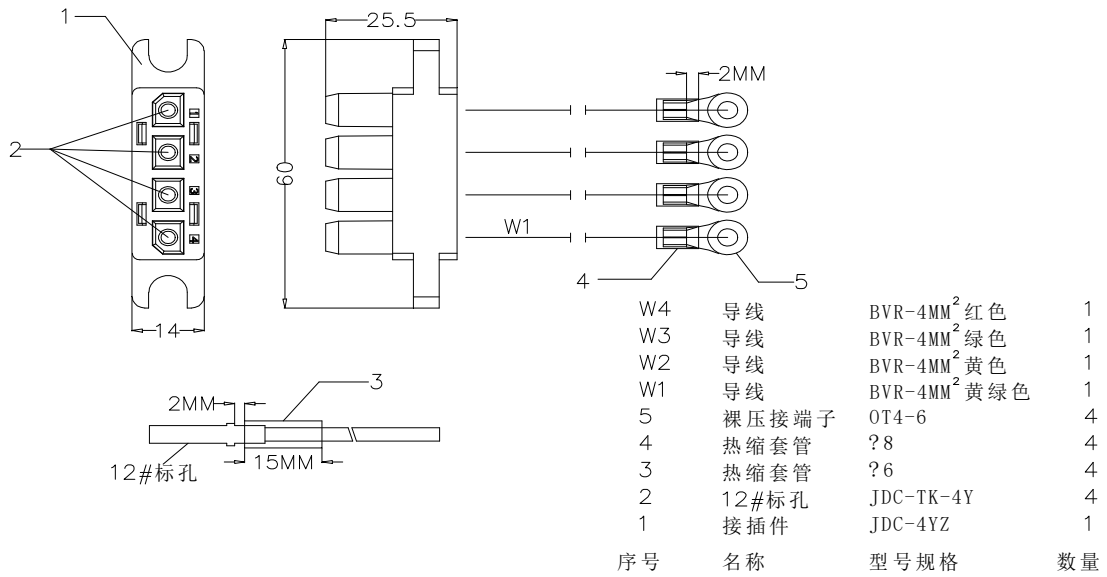 1
25.5
2MM
2
60
W1
4
5
14
3
2MM
12#标孔
15MM
W4 导线 BVR-4MM² 红色 1
W3 导线 BVR-4MM² 绿色 1
W2 导线 BVR-4MM² 黄色 1
W1 导线 BVR-4MM² 黄绿色 1
5 裸压接端子 OT4-6 4
4 热缩套管 ?8 4
3 热缩套管 ?6 4
2 12#标孔 JDC-TK-4Y 4
1 接插件 JDC-4YZ 1
序号 名称 型号规格 数量